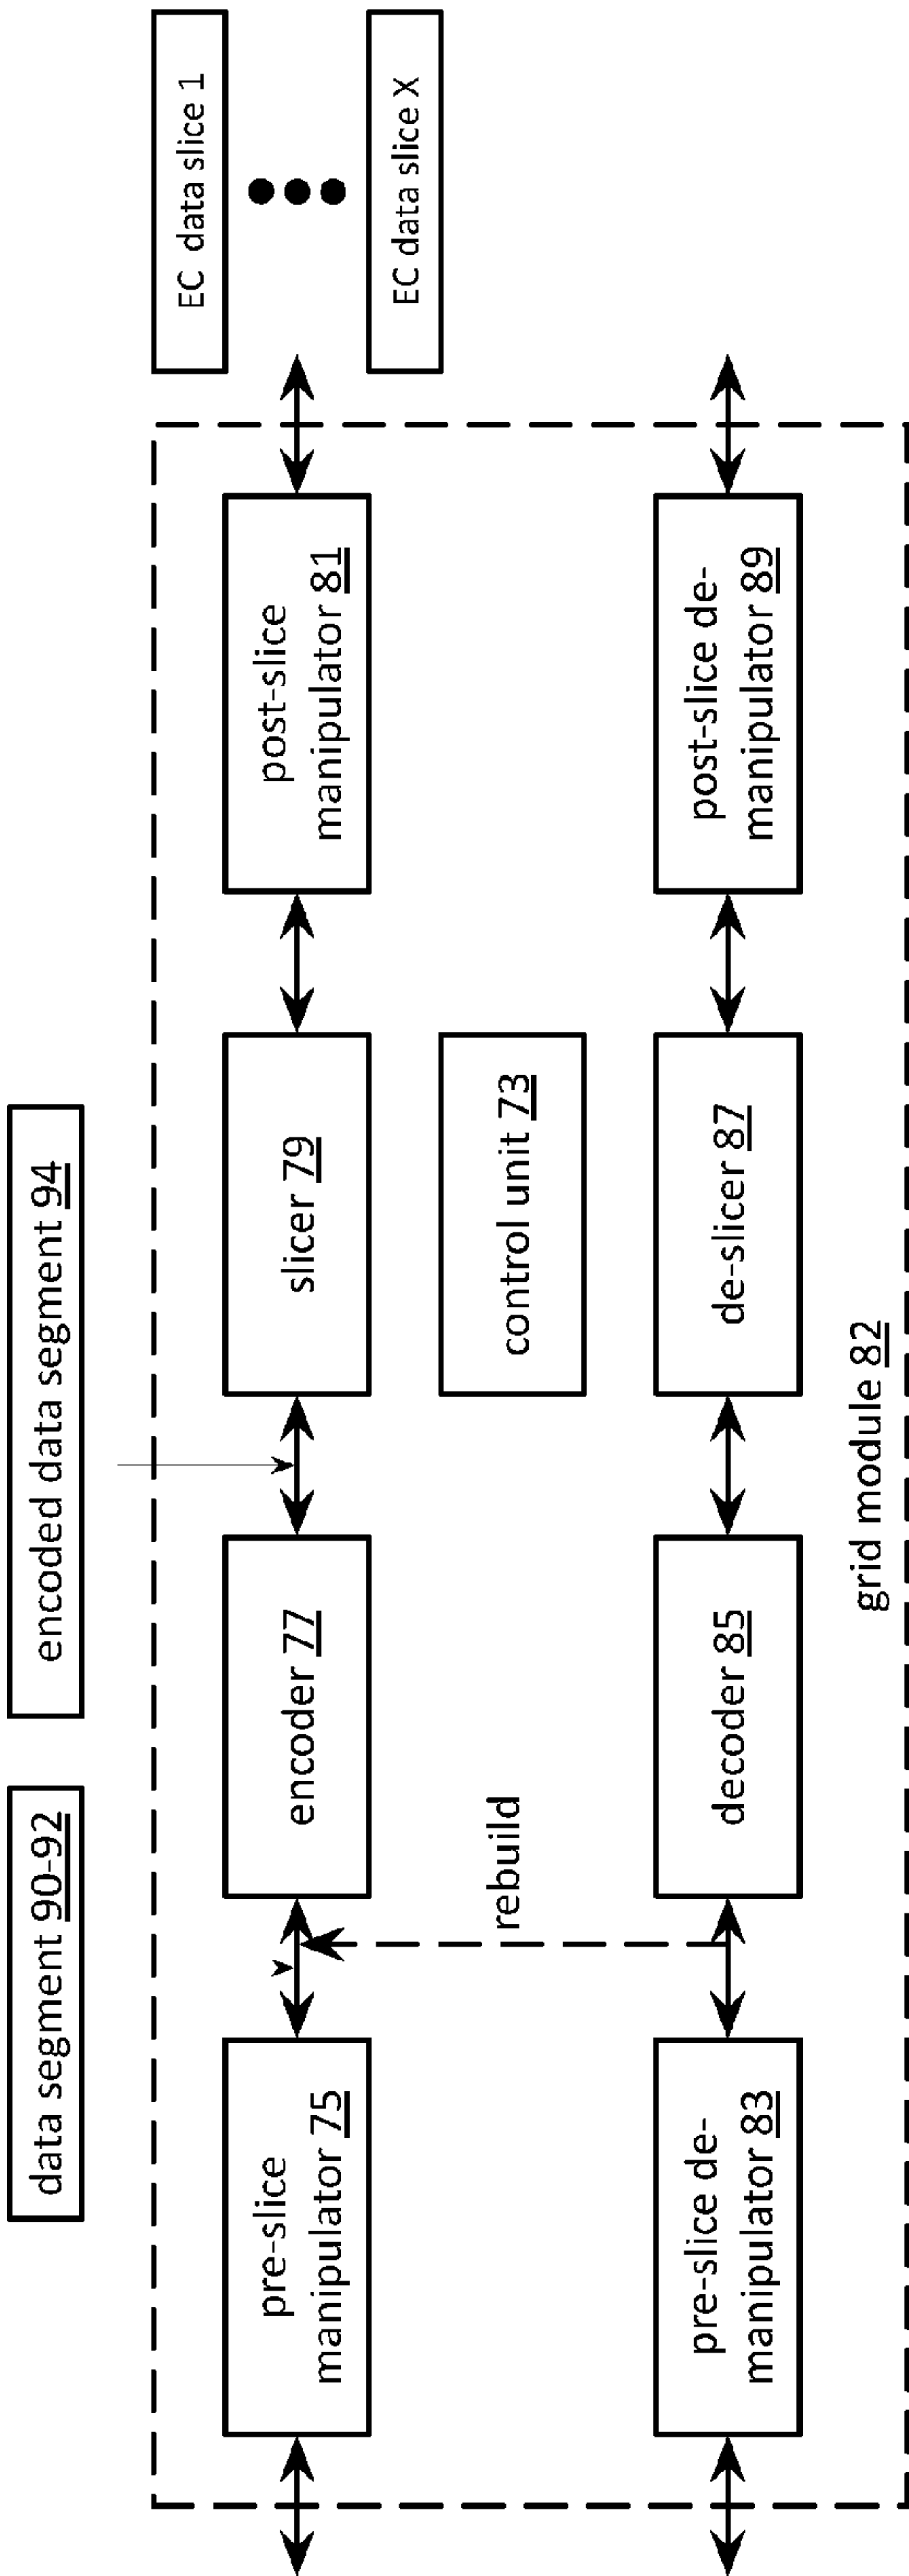 data segment 90-92
encoded data segment 94
pre-slice
manipulator 75
encoder 77
slicer 79
post-slice
manipulator 81
EC data slice 1
EC data slice X
rebuild
control unit 73
pre-slice de-
manipulator 83
decoder 85
de-slicer 87
post-slice de-
manipulator 89
grid module 82